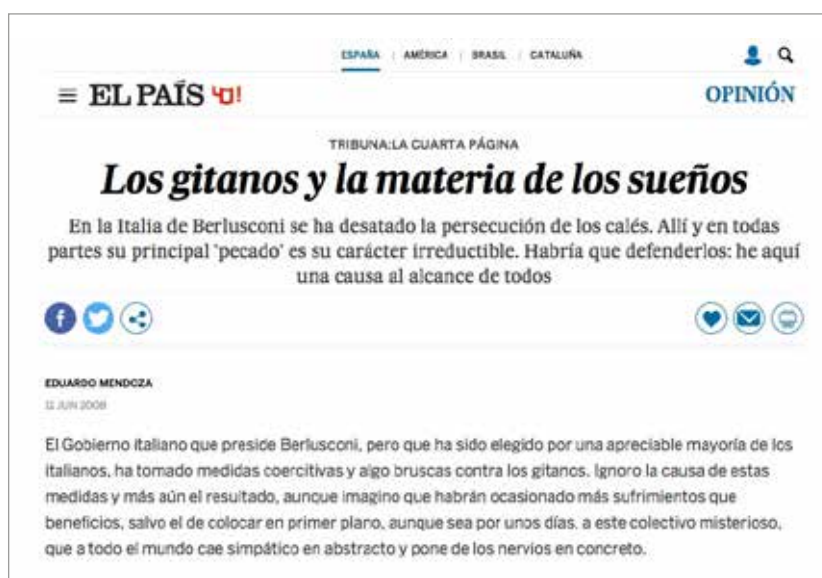 ESPAÑA AMÉRICA BRASIL CATALUÑA
EL PAÍS 40!
OPINIÓN
TRIBUNA:LA CUARTA PÁGINA
Los gitanos y la materia de los sueños
En la Italia de Berlusconi se ha desatado la persecución de los calés. Allí y en todas
partes su principal 'pecado' es su carácter irreductible. Habría que defenderlos: he aquí
una causa al alcance de todos
EDUARDO MENDOZA
11 JUN 2008
El Gobierno italiano que preside Berlusconi, pero que ha sido elegido por una apreciable mayoría de los
italianos, ha tomado medidas coercitivas y algo bruscas contra los gitanos. Ignoro la causa de estas
medidas y más aún el resultado, aunque imagino que habrán ocasionado más sufrimientos que
beneficios, salvo el de colocar en primer plano, aunque sea por unos días, a este colectivo misterioso,
que a todo el mundo cae simpático en abstracto y pone de los nervios en concreto.